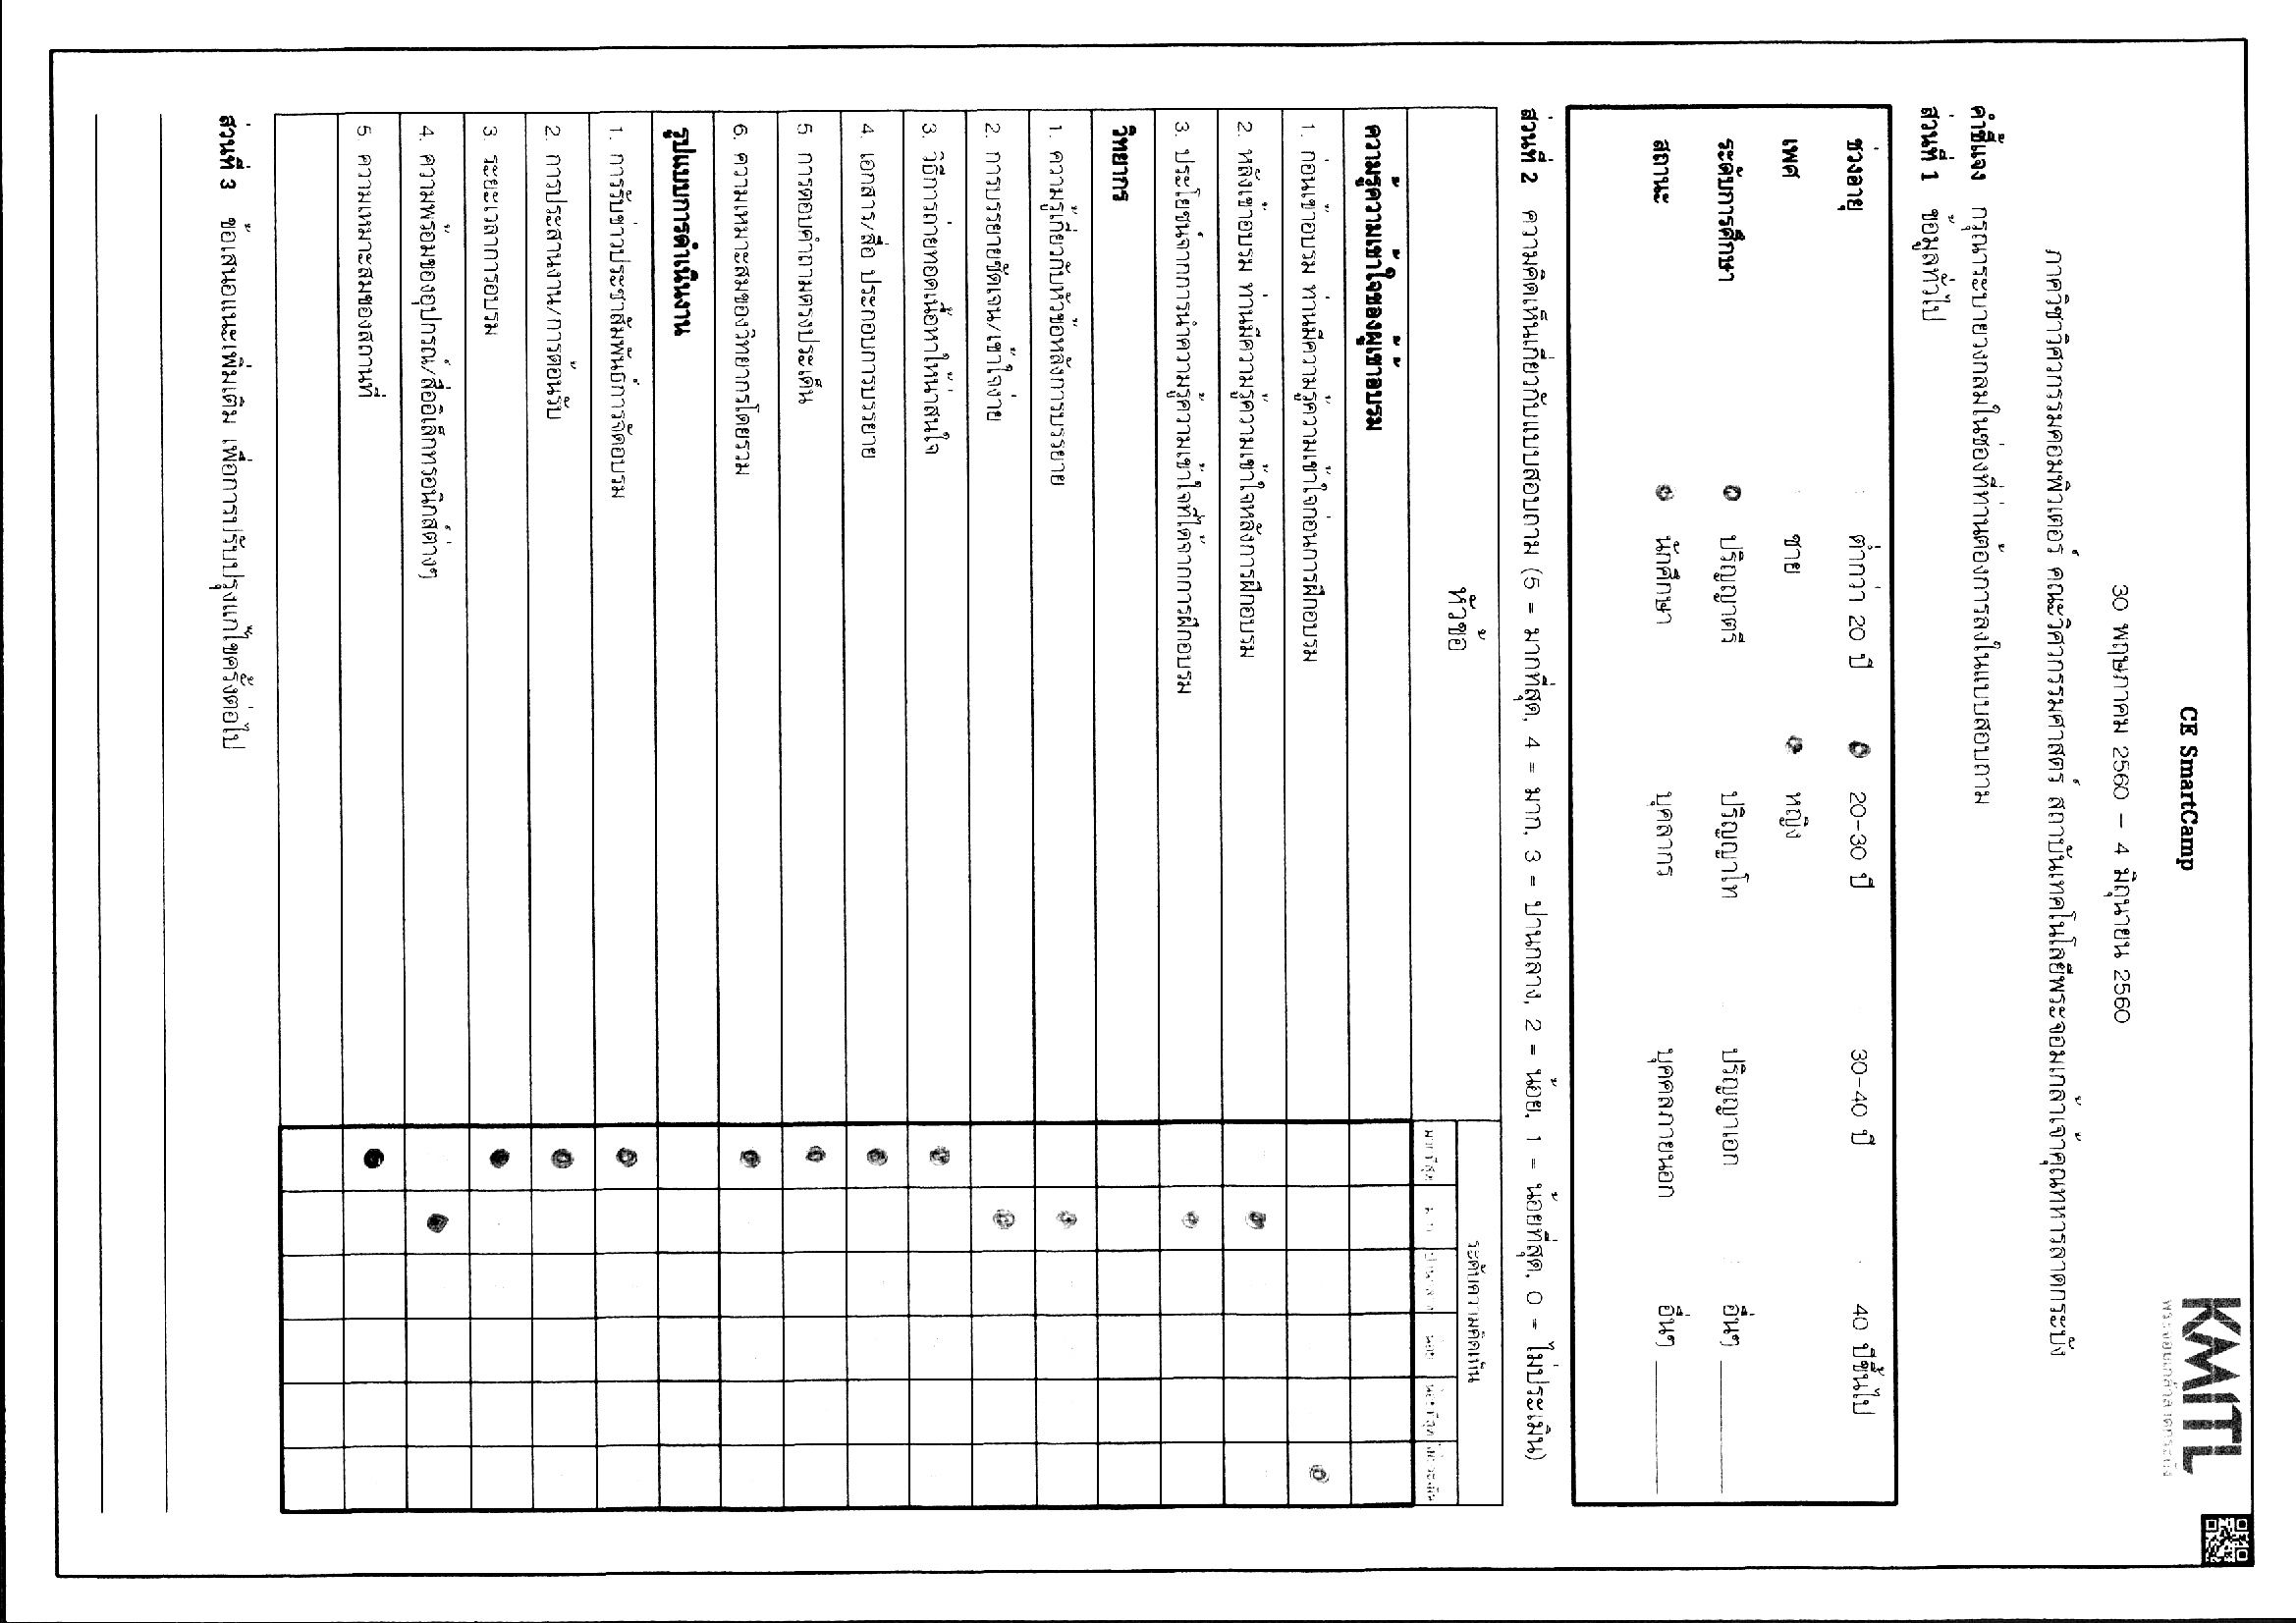 CE SmartCamp
KMITL
พระจอมเกล้าลาดกระบัง
30 พฤษภาคม 2560 – 4 มิถุนายน 2560
ภาควิชาวิศวกรรมคอมพิวเตอร์ คณะวิศวกรรมศาสตร์ สถาบันเทคโนโลยีพระจอมเกล้าเจ้าคุณทหารลาดกระบัง
คำชี้แจง กรุณาระบายวงกลมในช่องที่ท่านต้องการลงในแบบสอบถาม
ส่วนที่ 1 ข้อมูลทั่วไป
ช่วงอายุ ต่ำกว่า 20 ปี 20-30 ปี 30-40 ปี 40 ปีขึ้นไป
เพศ ชาย หญิง
ระดับการศึกษา ปริญญาตรี ปริญญาโท ปริญญาเอก อื่นๆ
สถานะ นักศึกษา บุคลากร บุคคลภายนอก อื่นๆ
ส่วนที่ 2 ความคิดเห็นเกี่ยวกับแบบสอบถาม (5 = มากที่สุด, 4 = มาก, 3 = ปานกลาง, 2 = น้อย, 1 = น้อยที่สุด, 0 = ไม่ประเมิน)
หัวข้อ ระดับความคิดเห็น
มากที่สุด มาก ปานกลาง น้อย น้อยที่สุด ไม่ประเมิน
ความรู้ความเข้าใจของผู้เข้าอบรม
1. ก่อนเข้าอบรม ท่านมีความรู้ความเข้าใจก่อนการฝึกอบรม
2. หลังเข้าอบรม ท่านมีความรู้ความเข้าใจหลังการฝึกอบรม
3. ประโยชน์จากการนำความรู้ความเข้าใจที่ได้จากการฝึกอบรม
วิทยากร
1. ความรู้เกี่ยวกับหัวข้อหลังการบรรยาย
2. การบรรยายชัดเจน/เข้าใจง่าย
3. วิธีการถ่ายทอดเนื้อหาให้น่าสนใจ
4. เอกสาร/สื่อ ประกอบการบรรยาย
5 การตอบคำถามตรงประเด็น
6. ความเหมาะสมของวิทยากรโดยรวม
รูปแบบการดำเนินงาน
1. การรับข่าวประชาสัมพันธ์การจัดอบรม
2. การประสานงาน/การต้อนรับ
3. ระยะเวลาการอบรม
4. ความพร้อมของอุปกรณ์/สื่ออิเล็กทรอนิกส์ต่างๆ
5. ความเหมาะสมของสถานที่
ส่วนที่ 3 ข้อเสนอแนะเพิ่มเติม เพื่อการปรับปรุงแก้ไขครั้งต่อไป